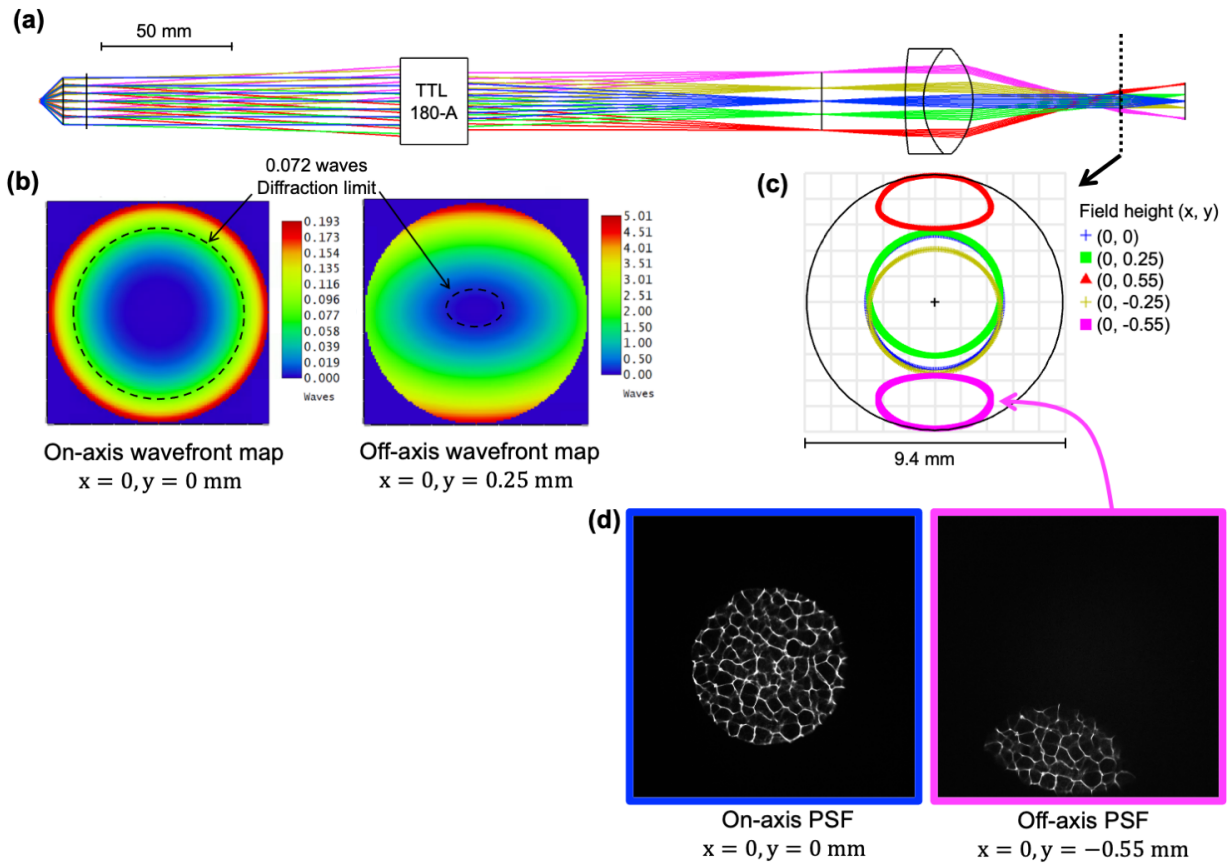 (a)
50 mm
TTL
180-A
(b)
0.072 waves
Diffraction limit
0.193
0.174
0.154
0.135
0.116
0.096
0.077
0.058
0.039
0.019
0.000
Waves
On-axis wavefront map
x = 0, y = 0 mm
5.01
4.51
4.01
3.51
3.01
2.51
2.00
1.50
1.00
0.50
0.00
Waves
Off-axis wavefront map
x = 0, y = 0.25 mm
(c)
Field height (x, y)
(0, 0)
(0, 0.25)
(0, 0.55)
(0, -0.25)
(0, -0.55)
9.4 mm
(d)
On-axis PSF
x = 0, y = 0 mm
Off-axis PSF
x = 0, y = −0.55 mm